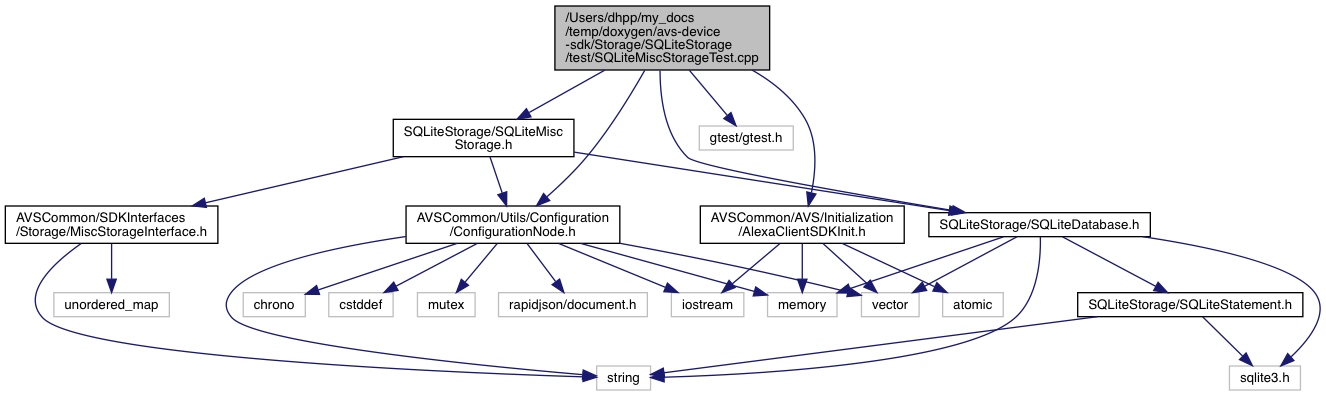 /Users/dhpp/my_docs
/temp/doxygen/avs-device
-sdk/Storage/SQLiteStorage
/test/SQLiteMiscStorageTest.cpp
SQLiteStorage/SQLiteMisc
Storage.h
gtest/gtest.h
AVSCommon/SDKInterfaces
/Storage/MiscStorageInterface.h
AVSCommon/Utils/Configuration
/ConfigurationNode.h
AVSCommon/AVS/Initialization
/AlexaClientSDKInit.h
SQLiteStorage/SQLiteDatabase.h
unordered_map
chrono
cstddef
mutex
rapidjson/document.h
iostream
memory
vector
atomic
SQLiteStorage/SQLiteStatement.h
string
sqlite3.h